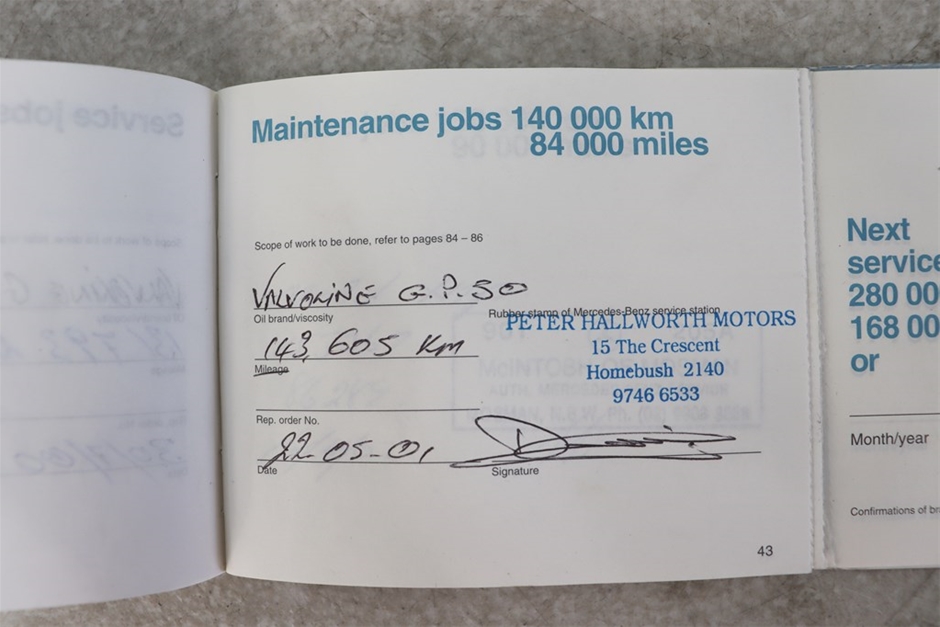 Service jobs
Maintenance jobs 140 000 km
84 000 miles
Scope of work to be done, refer to pages 84 – 86
VALVOLINE G.P. 50
Oil brand/viscosity
Rubber stamp of Mercedes-Benz service station
PETER HALLWORTH MOTORS
15 The Crescent
Homebush 2140
9746 6533
143,605 Km
Mileage
Rep. order No.
22-05-01
Date
Signature
43
Next
service
280 00
168 00
or
Month/year
Confirmations of br